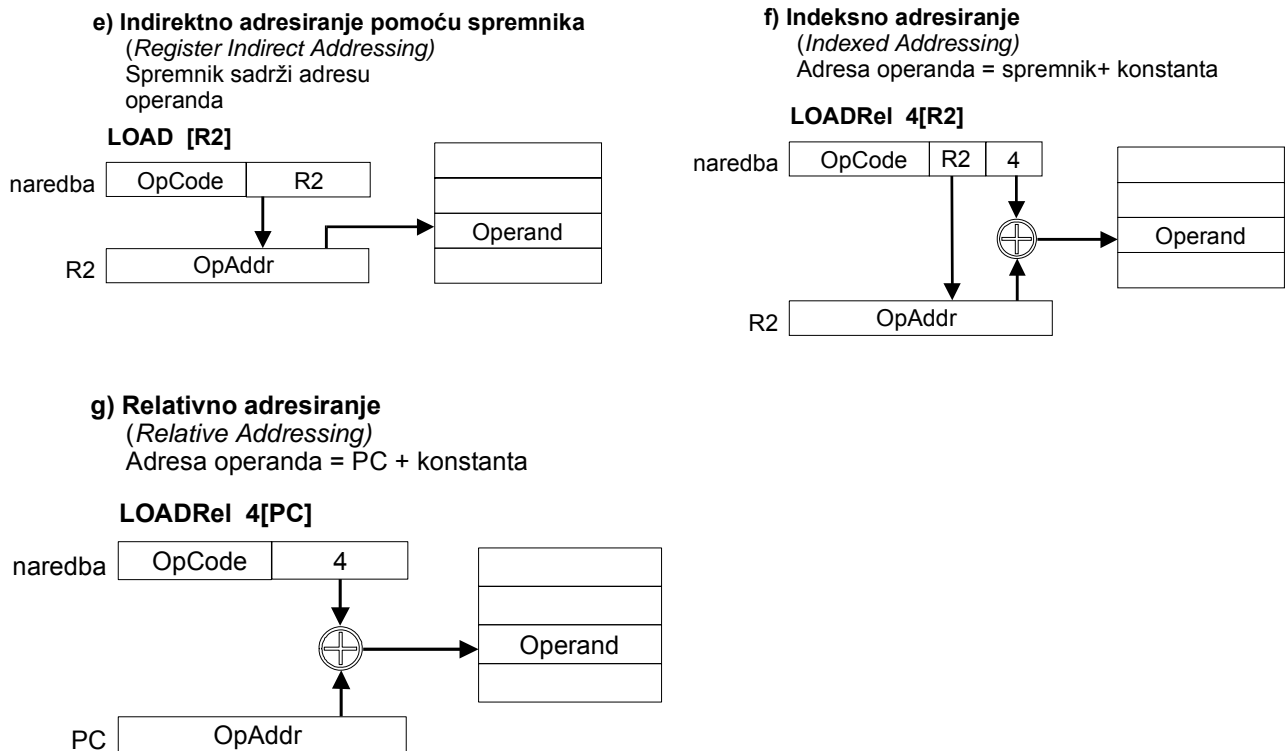 e) Indirektno adresiranje pomoću spremnika
(Register Indirect Addressing)
Spremnik sadrži adresu
operanda
LOAD [R2]
naredba OpCode R2
Operand
R2 OpAddr
f) Indeksno adresiranje
(Indexed Addressing)
Adresa operanda = spremnik+ konstanta
LOADRel 4[R2]
naredba OpCode R2 4
Operand
R2 OpAddr
g) Relativno adresiranje
(Relative Addressing)
Adresa operanda = PC + konstanta
LOADRel 4[PC]
naredba OpCode 4
Operand
PC OpAddr